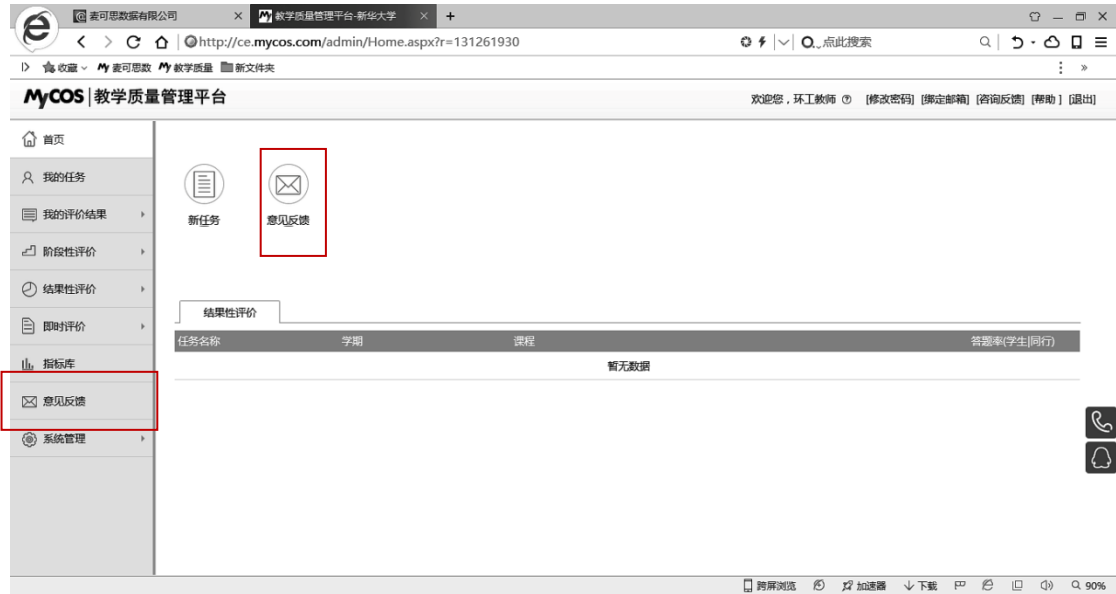 麦可思数据有限公司 教学质量管理平台-新华大学
http://ce.mycos.com/admin/Home.aspx?r=131261930 点此搜索
收藏 麦可思数 教学质量 新文件夹
MyCOS 教学质量管理平台 欢迎您，环工教师 [修改密码] [绑定邮箱] [咨询反馈] [帮助] [退出]
首页
我的任务
我的评价结果
阶段性评价
结果性评价
即时评价
指标库
意见反馈
系统管理
新任务 意见反馈
结果性评价
任务名称 学期 课程 答题率(学生|同行)
暂无数据
跨屏浏览 加速器 下载 90%